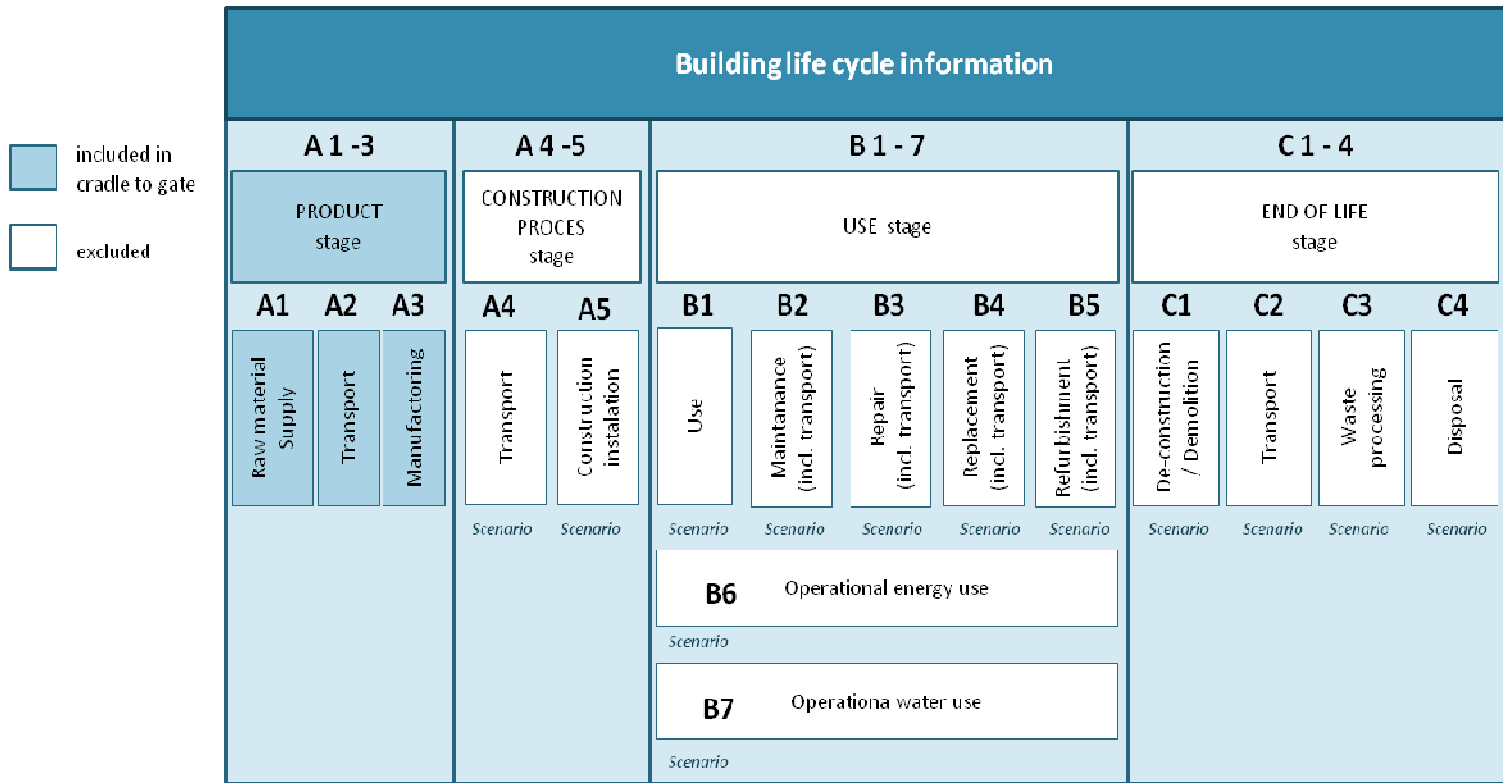 Building life cycle information
included in
cradle to gate
excluded
A 1 -3
A 4 -5
B 1 - 7
C 1 - 4
PRODUCT
stage
CONSTRUCTION
PROCES
stage
USE stage
END OF LIFE
stage
A1
A2
A3
A4
A5
B1
B2
B3
B4
B5
C1
C2
C3
C4
Raw material
Supply
Transport
Manufactoring
Transport
Construction
instalation
Use
Maintanance
(incl. transport)
Repair
(incl. transport)
Replacement
(incl. transport)
Refurbishment
(incl. transport)
De-construction
/ Demolition
Transport
Waste
processing
Disposal
Scenario
Scenario
Scenario
Scenario
Scenario
Scenario
Scenario
Scenario
Scenario
Scenario
Scenario
B6 Operational energy use
Scenario
B7 Operationa water use
Scenario